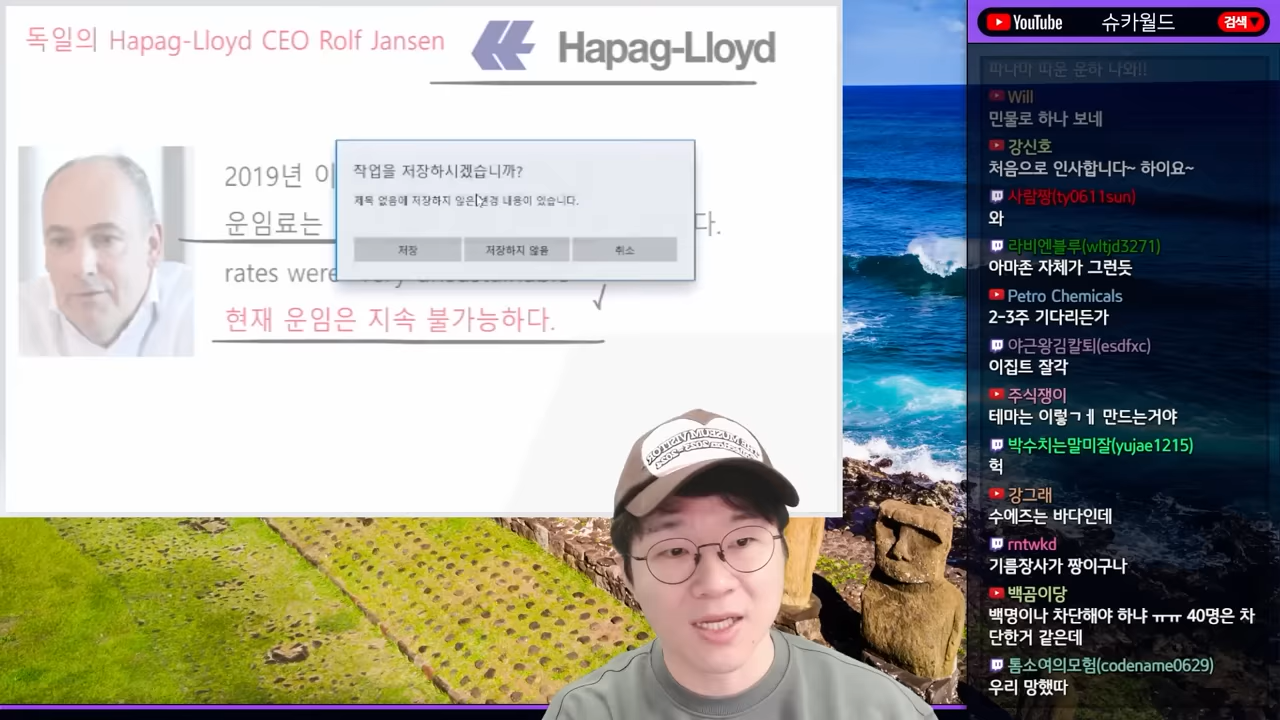 독일의 Hapag-Lloyd CEO Rolf Jansen
Hapag-Lloyd
2019년 이
운임료는
다.
rates were very unsustainable
현재 운임은 지속 불가능하다.
작업을 저장하시겠습니까?
제목 없음에 저장하지 않은 변경 내용이 있습니다.
저장
저장하지 않음
취소
YouTube
슈카월드
검색
파나마 따문 운하 나와!!
Will
민물로 하나 보네
강신호
처음으로 인사합니다~ 하이요~
사람짱(ty0611sun)
와
라비엔블루(wltjd3271)
아마존 자체가 그런듯
Petro Chemicals
2-3주 기다리든가
야근왕김칼퇴(esdfxc)
이집트 잘각
주식쟁이
테마는 이렇ㄱㅔ 만드는거야
박수치는말미잘(yujae1215)
헉
강그래
수에즈는 바다인데
rntwkd
기름장사가 짱이구나
백곰이당
백명이나 차단해야 하냐 ㅠㅠ 40명은 차
단한거 같은데
톰소여의모험(codename0629)
우리 망했따